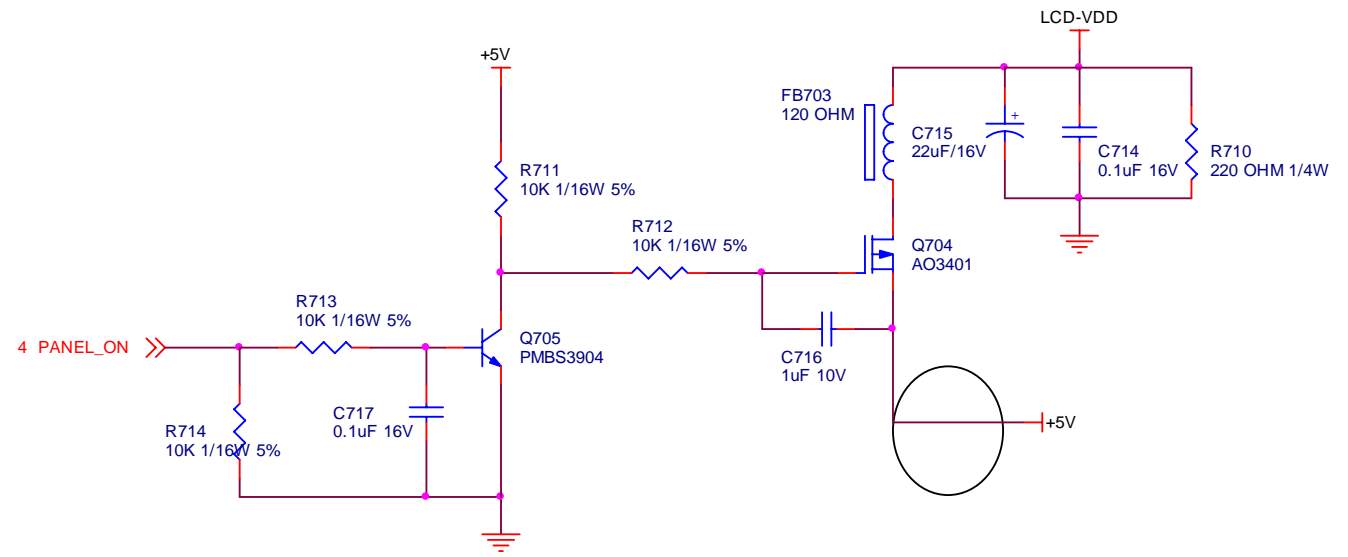 LCD-VDD
+5V
FB703
120 OHM
C715
22uF/16V
+
C714
0.1uF 16V
R710
220 OHM 1/4W
R711
10K 1/16W 5%
R712
10K 1/16W 5%
Q704
AO3401
R713
10K 1/16W 5%
4 PANEL_ON
Q705
PMBS3904
C716
1uF 10V
C717
0.1uF 16V
R714
10K 1/16W 5%
+5V